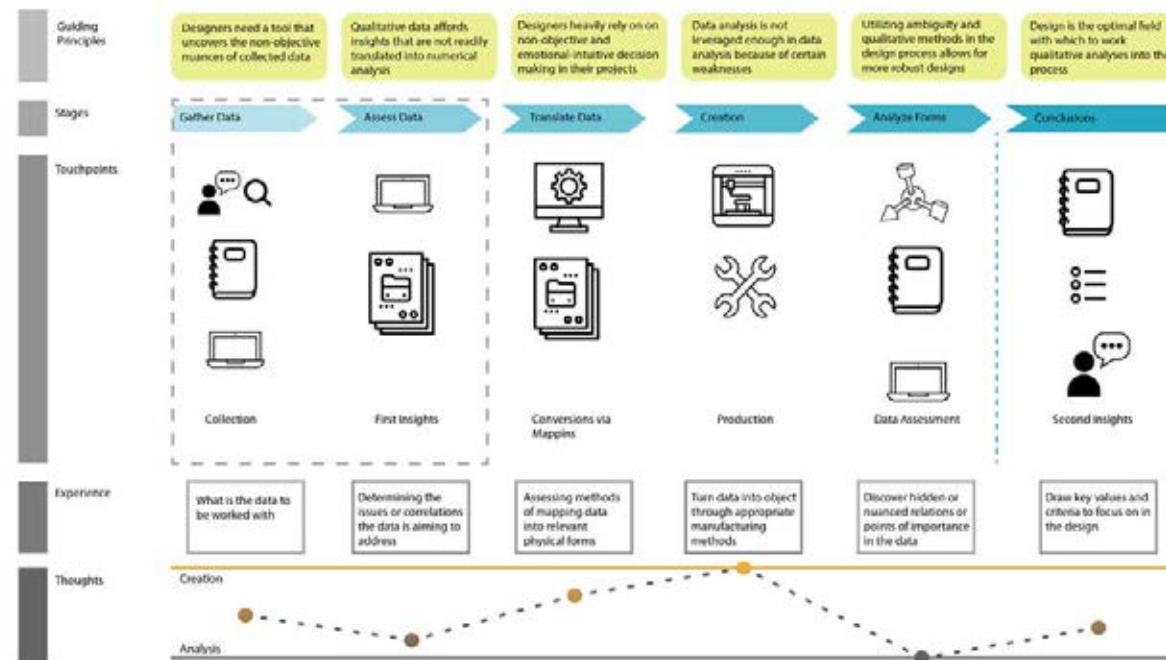 Guiding
Principles
Designers need a tool that
uncovers the non-objective
nuances of collected data
Qualitative data affords
insights that are not readily
translated into numerical
analysis
Designers heavily rely on on
non-objective and
emotional-intuitive decision
making in their projects
Data analysis is not
leveraged enough in data
analysis because of certain
weaknesses
Utilizing ambiguity and
qualitative methods in the
design process allows for
more robust designs
Design is the optimal field
with which to work
qualitative analyses into the
process
Stages
Gather Data
Assess Data
Translate Data
Creation
Analyze Forms
Conclusions
Touchpoints
Collection
First Insights
Conversions via
Mappins
Production
Data Assessment
Second Insights
Experience
What is the data to
be worked with
Determining the
issues or correlations
the data is aiming to
address
Assessing methods
of mapping data
into relevant
physical forms
Turn data into object
through appropriate
manufacturing
methods
Discover hidden or
nuanced relations or
points of importance
in the data
Draw key values and
criteria to focus on in
the design
Thoughts
Creation
Analysis